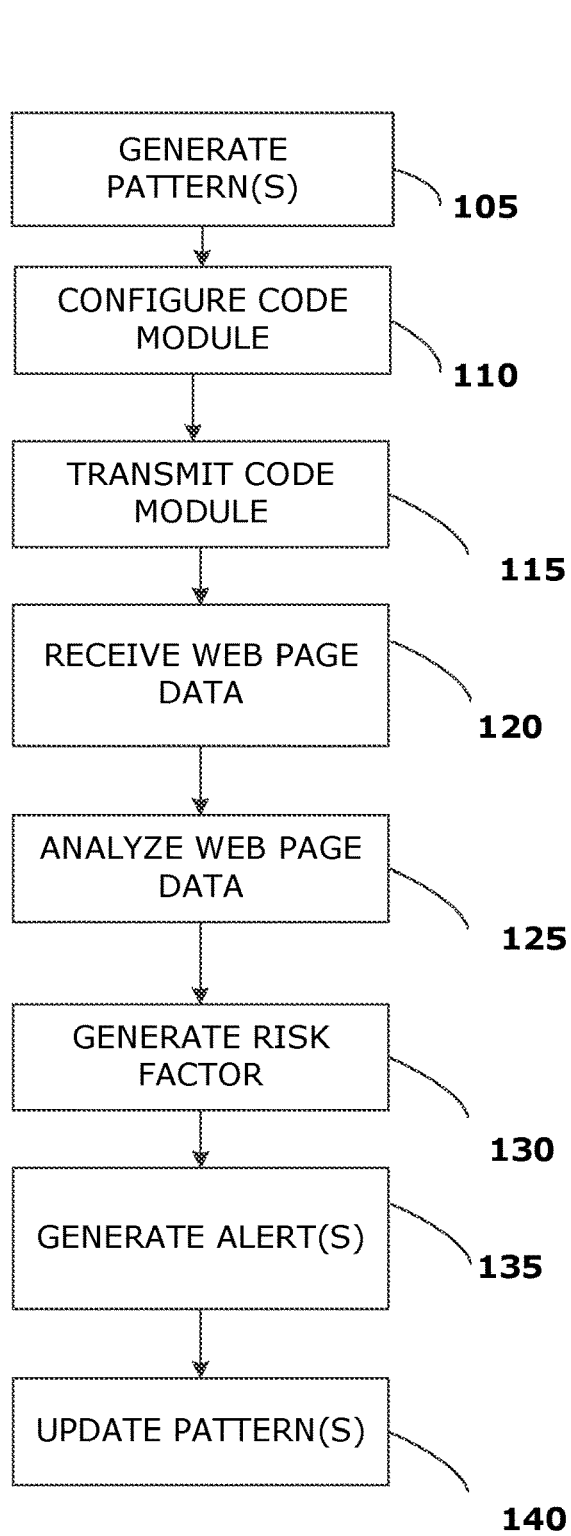 GENERATE
PATTERN(S)
105
CONFIGURE CODE
MODULE
110
TRANSMIT CODE
MODULE
115
RECEIVE WEB PAGE
DATA
120
ANALYZE WEB PAGE
DATA
125
GENERATE RISK
FACTOR
130
GENERATE ALERT(S)
135
UPDATE PATTERN(S)
140